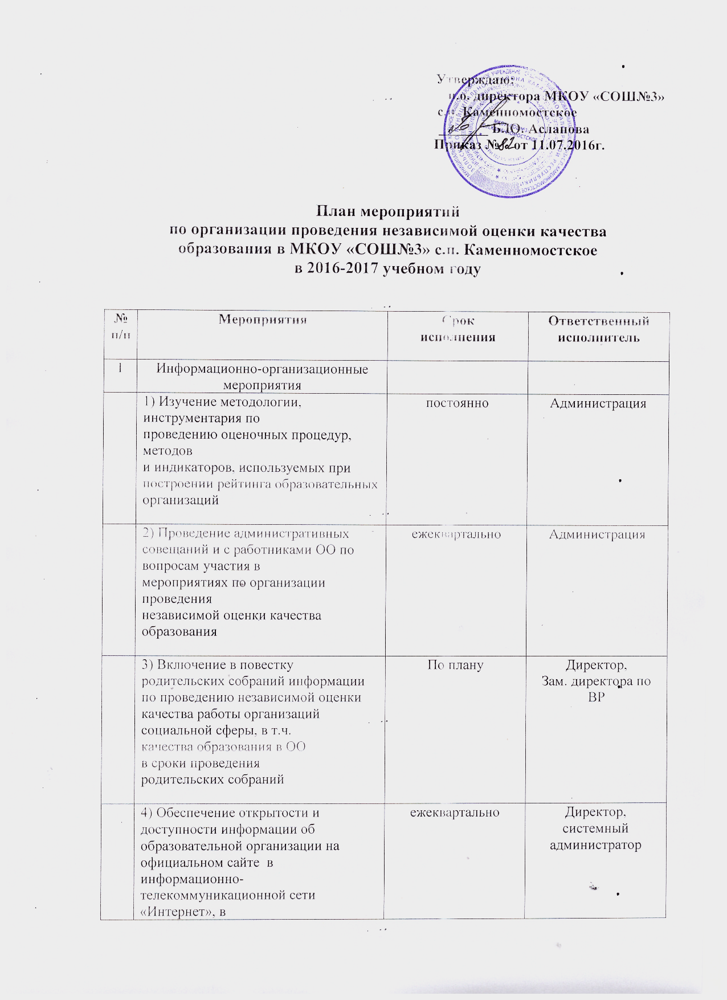 Утверждаю:
и.о. директора МКОУ «СОШ№3»
с.п. Каменномостское
Б.Ю. Асланова
Приказ №82 от 11.07.2016г.
План мероприятий
по организации проведения независимой оценки качества
образования в МКОУ «СОШ№3» с.п. Каменномостское
в 2016-2017 учебном году
№ Мероприятия Срок Ответственный
п/п исполнения исполнитель
1 Информационно-организационные
мероприятия
1) Изучение методологии, постоянно Администрация
инструментария по
проведению оценочных процедур,
методов
и индикаторов, используемых при
построении рейтинга образовательных
организаций
2) Проведение административных ежеквартально Администрация
совещаний и с работниками ОО по
вопросам участия в
мероприятиях по организации
проведения
независимой оценки качества
образования
3) Включение в повестку По плану Директор,
родительских собраний информации Зам. директора по
по проведению независимой оценки ВР
качества работы организаций
социальной сферы, в т.ч.
качества образования в ОО
в сроки проведения
родительских собраний
4) Обеспечение открытости и ежеквартально Директор,
доступности информации об системный
образовательной организации на администратор
официальном сайте в
информационно-
телекоммуникационной сети
«Интернет», в